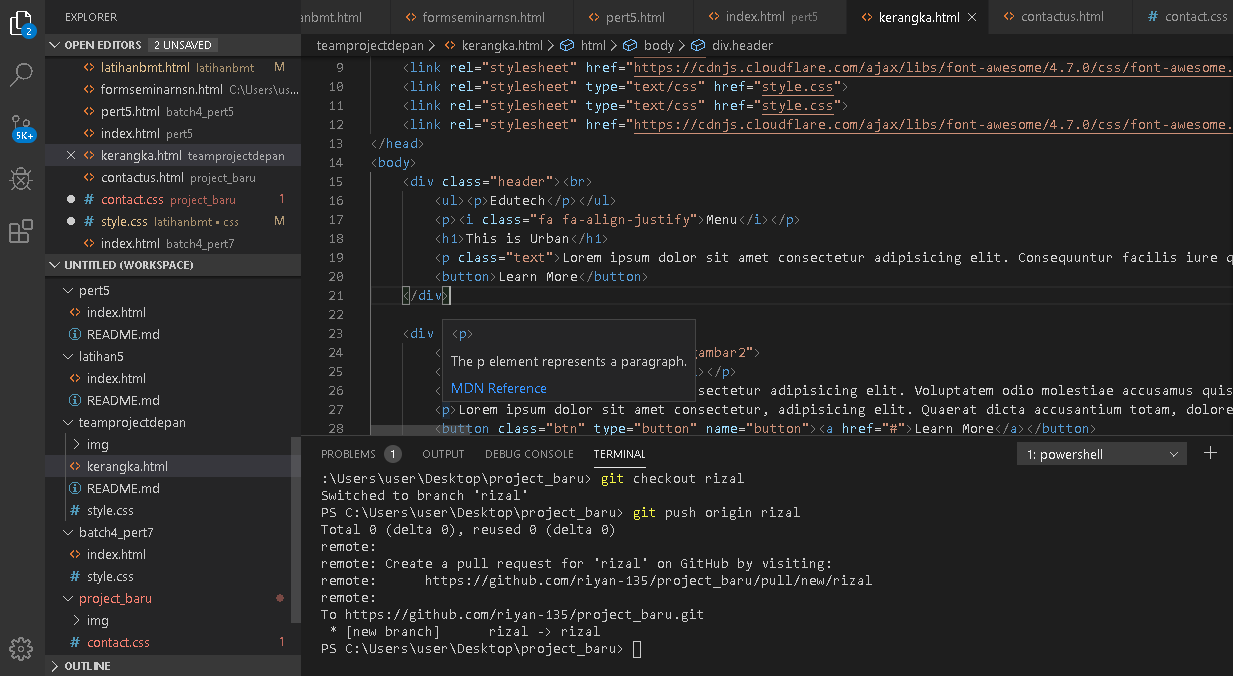 EXPLORER
2
5K+
OPEN EDITORS 2 UNSAVED
latihanbmt.html latihanbmt M
formseminarnsn.html C:\Users\us...
pert5.html batch4_pert5
index.html pert5
kerangka.html teamprojectdepan
contactus.html project_baru
contact.css project_baru 1
style.css latihanbmt • css M
index.html batch4_pert7
UNTITLED (WORKSPACE)
pert5
index.html
README.md
latihan5
index.html
README.md
teamprojectdepan
img
kerangka.html
README.md
style.css
batch4_pert7
index.html
style.css
project_baru
img
contact.css 1
OUTLINE
anbmt.html formseminarnsn.html pert5.html index.html pert5 kerangka.html contactus.html contact.css
teamprojectdepan > kerangka.html > html > body > div.header
9 <link rel="stylesheet" href="https://cdnjs.cloudflare.com/ajax/libs/font-awesome/4.7.0/css/font-awesome.
10 <link rel="stylesheet" type="text/css" href="style.css">
11 <link rel="stylesheet" type="text/css" href="style.css">
12 <link rel="stylesheet" href="https://cdnjs.cloudflare.com/ajax/libs/font-awesome/4.7.0/css/font-awesome.
13 </head>
14 <body>
15 <div class="header"><br>
16 <ul><p>Edutech</p></ul>
17 <p><i class="fa fa-align-justify">Menu</i></p>
18 <h1>This is Urban</h1>
19 <p class="text">Lorem ipsum dolor sit amet consectetur adipisicing elit. Consequuntur facilis iure q
20 <button>Learn More</button>
21 </div>
22
23 <div
24 < ambar2">
25 < ></p>
26 < sectetur adipisicing elit. Voluptatem odio molestiae accusamus quis
27 <p>Lorem ipsum dolor sit amet consectetur, adipisicing elit. Quaerat dicta accusantium totam, dolore
28 <button class="btn" type="button" name="button"><a href="#">Learn More</a></button>
<p>
The p element represents a paragraph.
MDN Reference
PROBLEMS 1 OUTPUT DEBUG CONSOLE TERMINAL 1: powershell
:\Users\user\Desktop\project_baru> git checkout rizal
Switched to branch 'rizal'
PS C:\Users\user\Desktop\project_baru> git push origin rizal
Total 0 (delta 0), reused 0 (delta 0)
remote:
remote: Create a pull request for 'rizal' on GitHub by visiting:
remote: https://github.com/riyan-135/project_baru/pull/new/rizal
remote:
To https://github.com/riyan-135/project_baru.git
* [new branch] rizal -> rizal
PS C:\Users\user\Desktop\project_baru>